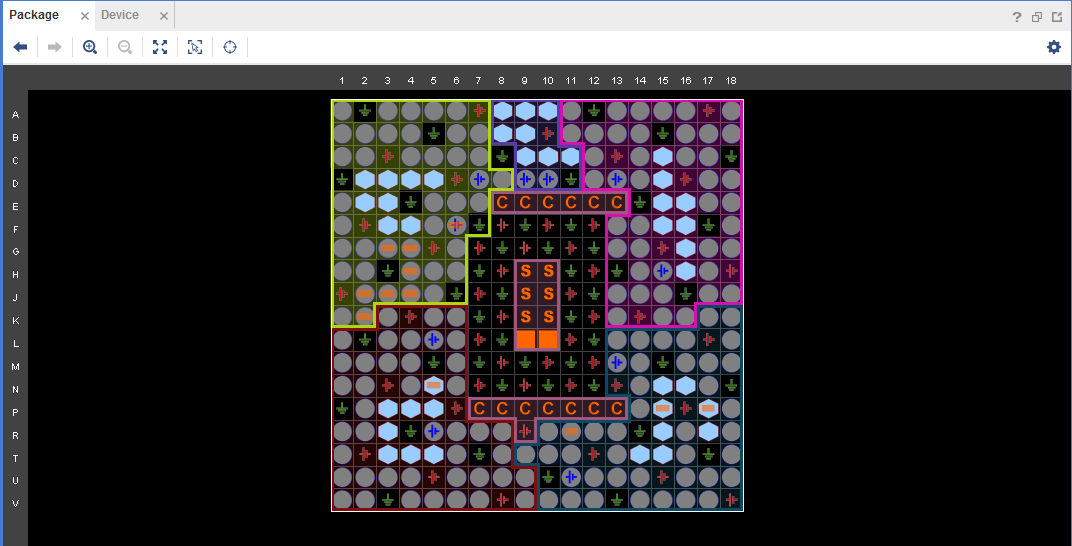 Package Device
?
1 2 3 4 5 6 7 8 9 10 11 12 13 14 15 16 17 18
A
B
C
D
E C C C C C C
F
G
H S S
J S S
K S S
L
M
N
P C C C C C C C
R
T
U
V